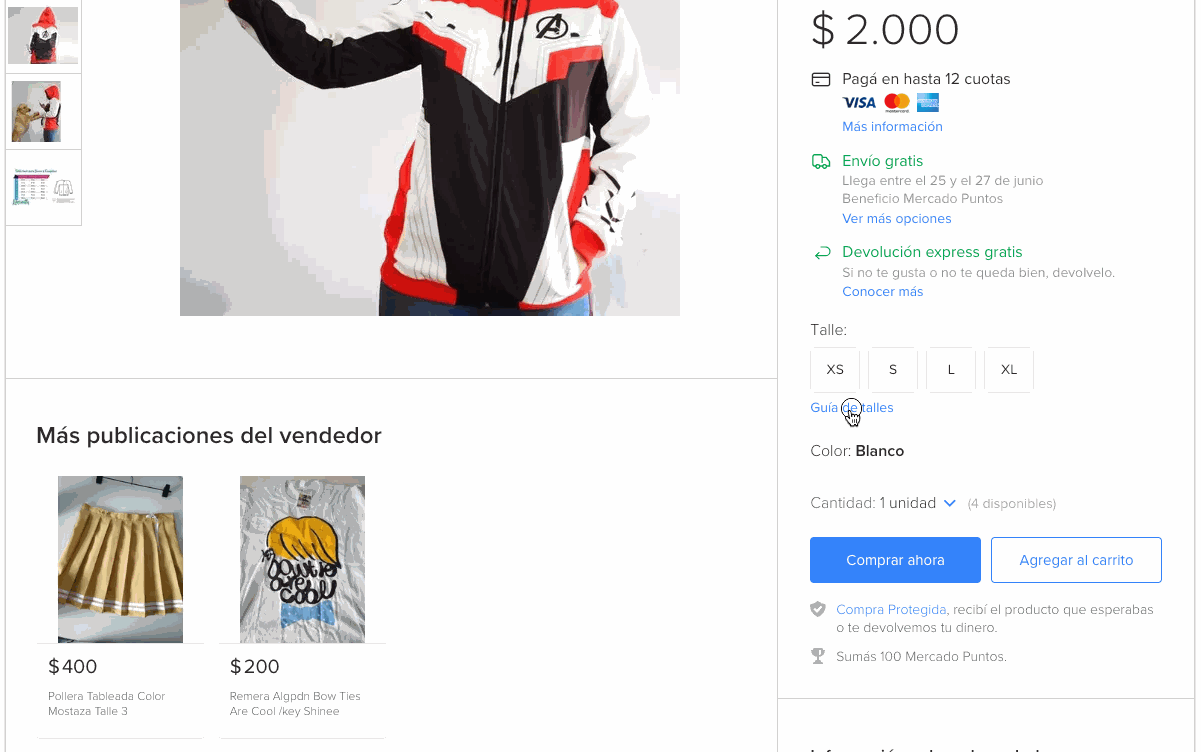 $ 2.000
Pagá en hasta 12 cuotas
VISA
Más información
Envío gratis
Llega entre el 25 y el 27 de junio
Beneficio Mercado Puntos
Ver más opciones
Devolución express gratis
Si no te gusta o no te queda bien, devolvelo.
Conocer más
Talle:
XS S L XL
Guía de talles
Color: Blanco
Cantidad: 1 unidad (4 disponibles)
Comprar ahora Agregar al carrito
Compra Protegida, recibí el producto que esperabas
o te devolvemos tu dinero.
Sumás 100 Mercado Puntos.
Más publicaciones del vendedor
$ 400
Pollera Tableada Color
Mostaza Talle 3
$ 200
Remera Algpdn Bow Ties
Are Cool /key Shinee